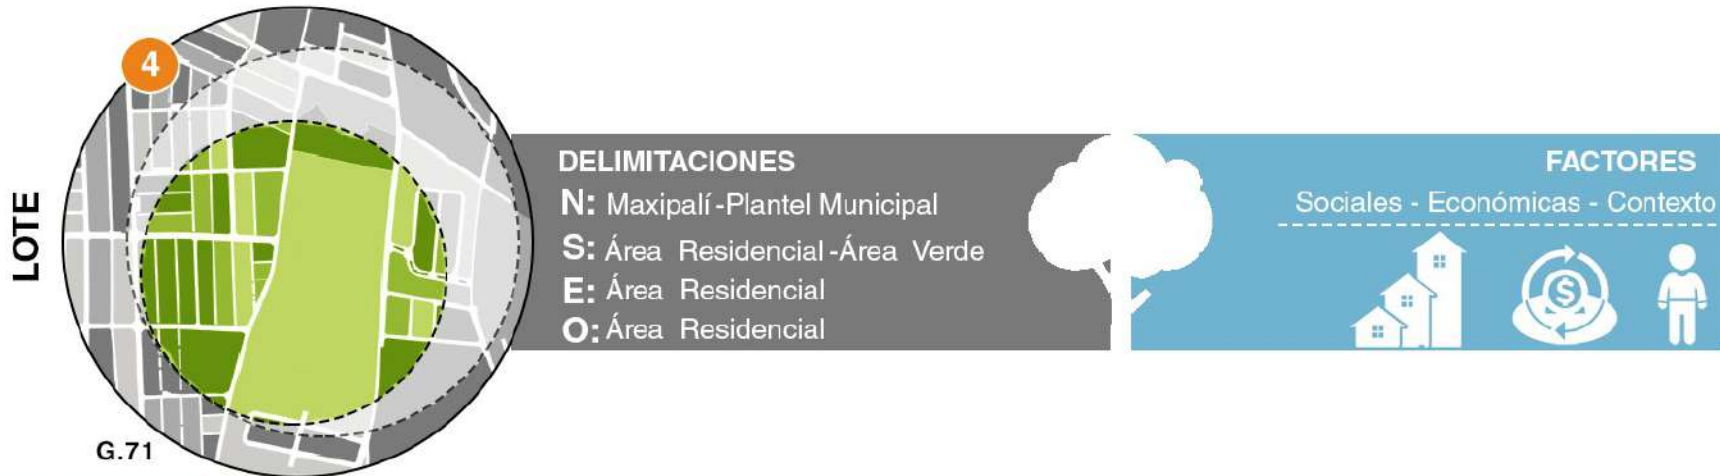 4
LOTE
G.71
DELIMITACIONES
N: Maxipalí-Plantel Municipal
S: Área Residencial-Área Verde
E: Área Residencial
O: Área Residencial
FACTORES
Sociales - Económicas - Contexto
$